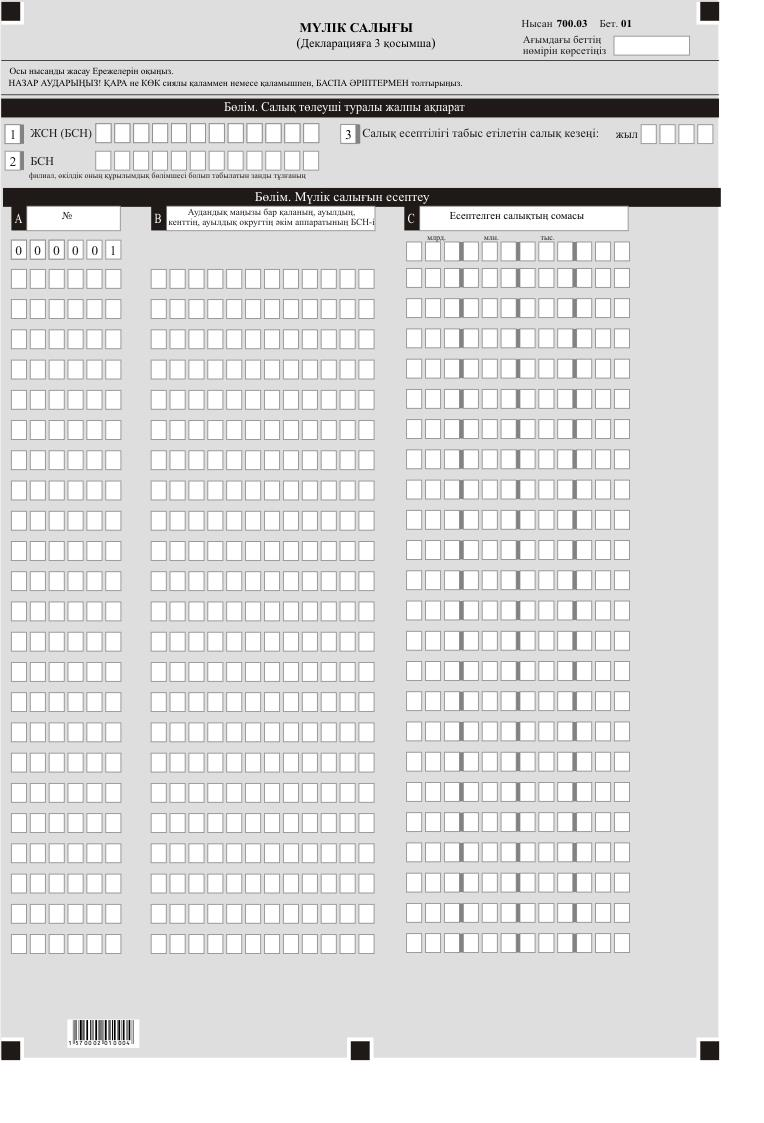 МҮЛІК САЛЫҒЫ
(Декларацияға 3 қосымша)
Нысан 700.03 Бет. 01
Ағымдағы беттің
нөмірін көрсетіңіз
Осы нысанды жасау Ережелерін оқыңыз.
НАЗАР АУДАРЫҢЫЗ! ҚАРА не КӨК сиялы қаламмен немесе қаламұшпен, БАСПА ӘРІПТЕРМЕН толтырыңыз.
Бөлім. Салық төлеуші туралы жалпы ақпарат
1 ЖСН (БСН)
3 Салық есептілігі табыс етілетін салық кезеңі: жыл
2 БСН
филиал, өкілдік оның құрылымдық бөлімшесі болып табылатын заңды тұлғаның
Бөлім. Мүлік салығын есептеу
A №
B Аудандық маңызы бар қаланың, ауылдың,
кенттің, ауылдық округтің әкім аппаратының БСН-і
C Есептелген салықтың сомасы
млрд. млн. тыс.
0 0 0 0 0 1
1 570002 010004